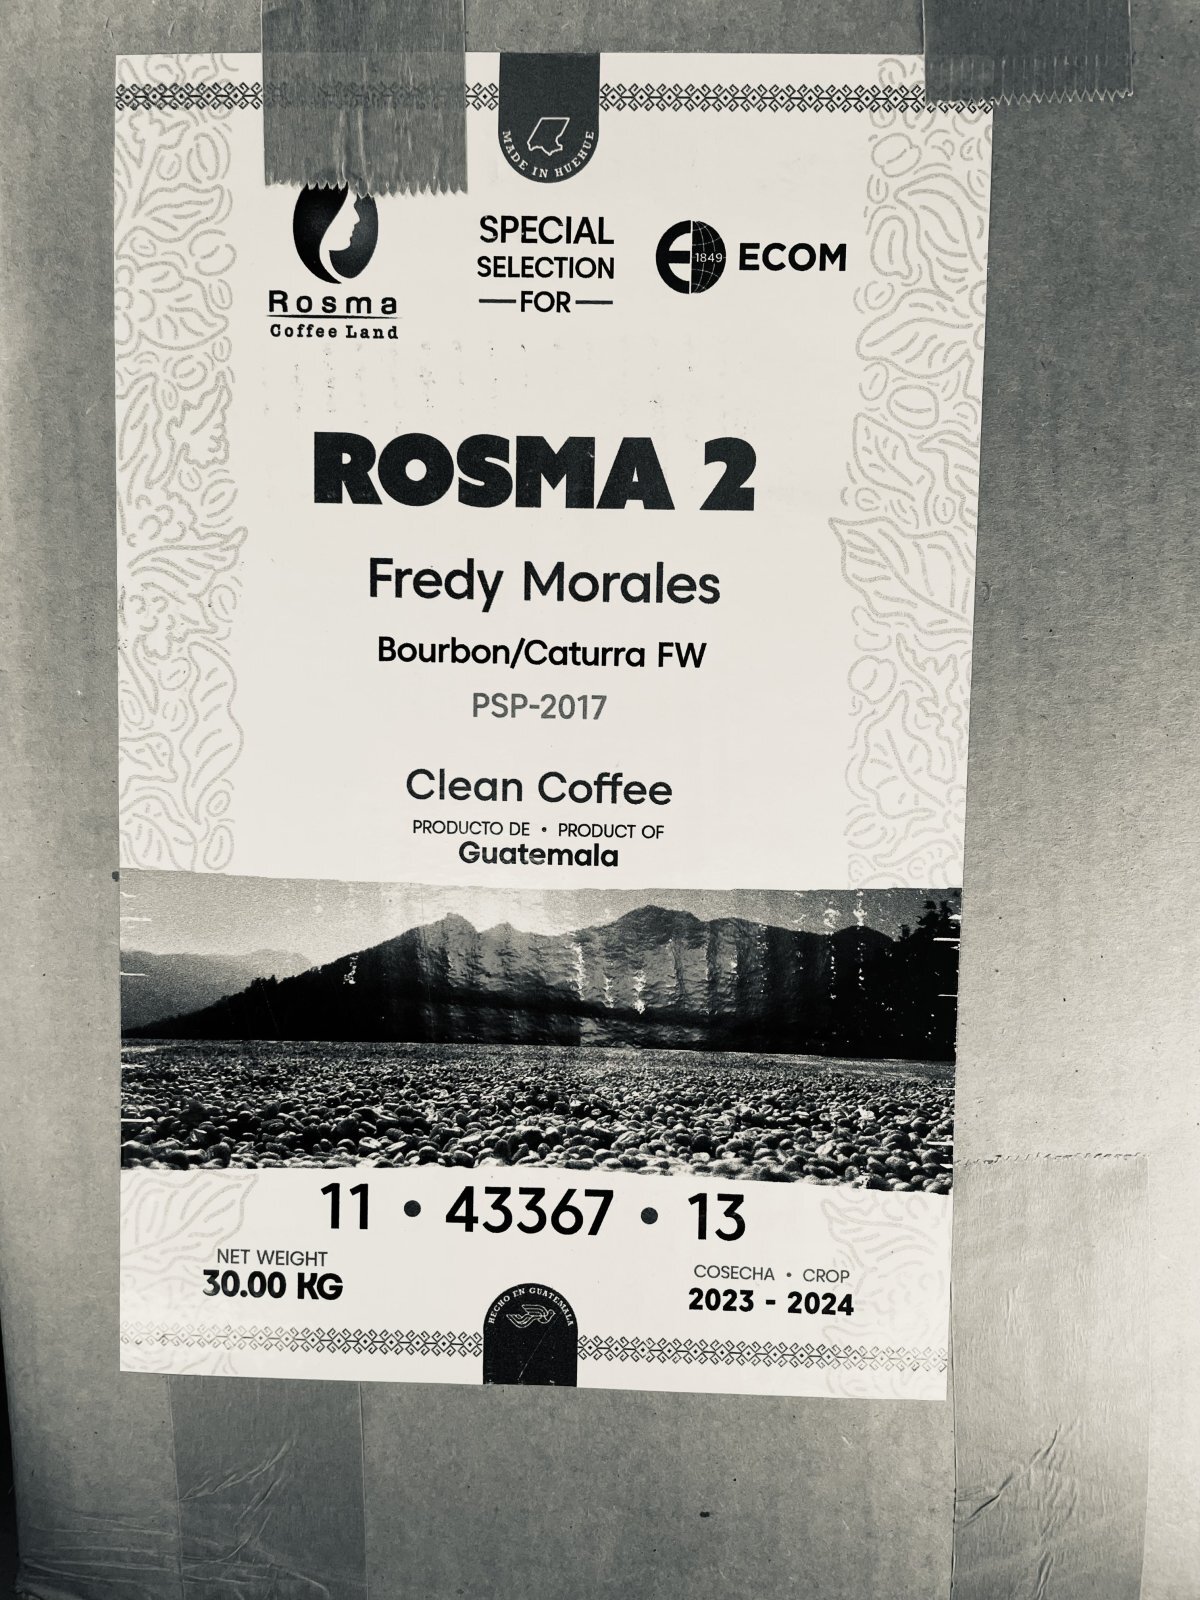 MADE IN HUEHUE
Rosma
Coffee Land
SPECIAL
SELECTION
FOR
1849
ECOM
ROSMA 2
Fredy Morales
Bourbon/Caturra FW
PSP-2017
Clean Coffee
PRODUCTO DE • PRODUCT OF
Guatemala
11 • 43367 • 13
NET WEIGHT
30.00 KG
COSECHA • CROP
2023 - 2024
HECHO EN GUATEMALA